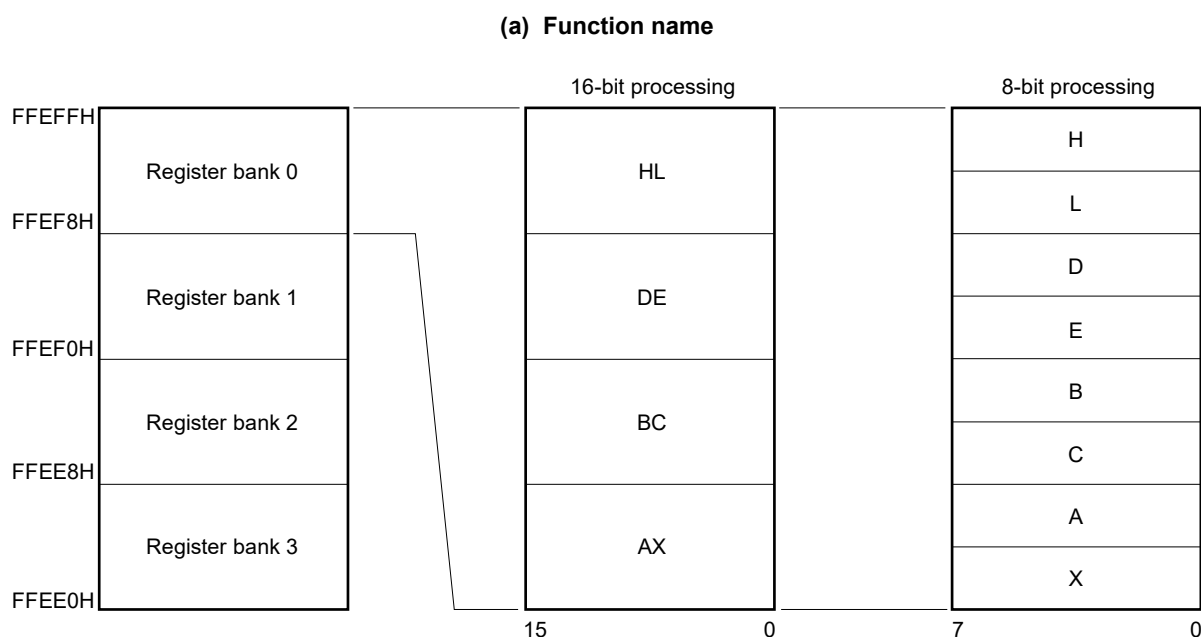 (a) Function name
16-bit processing 8-bit processing
FFEFFH
Register bank 0 HL H
L
FFEF8H
Register bank 1 DE D
E
FFEF0H
Register bank 2 BC B
C
FFEE8H
Register bank 3 AX A
X
FFEE0H
15 0 7 0